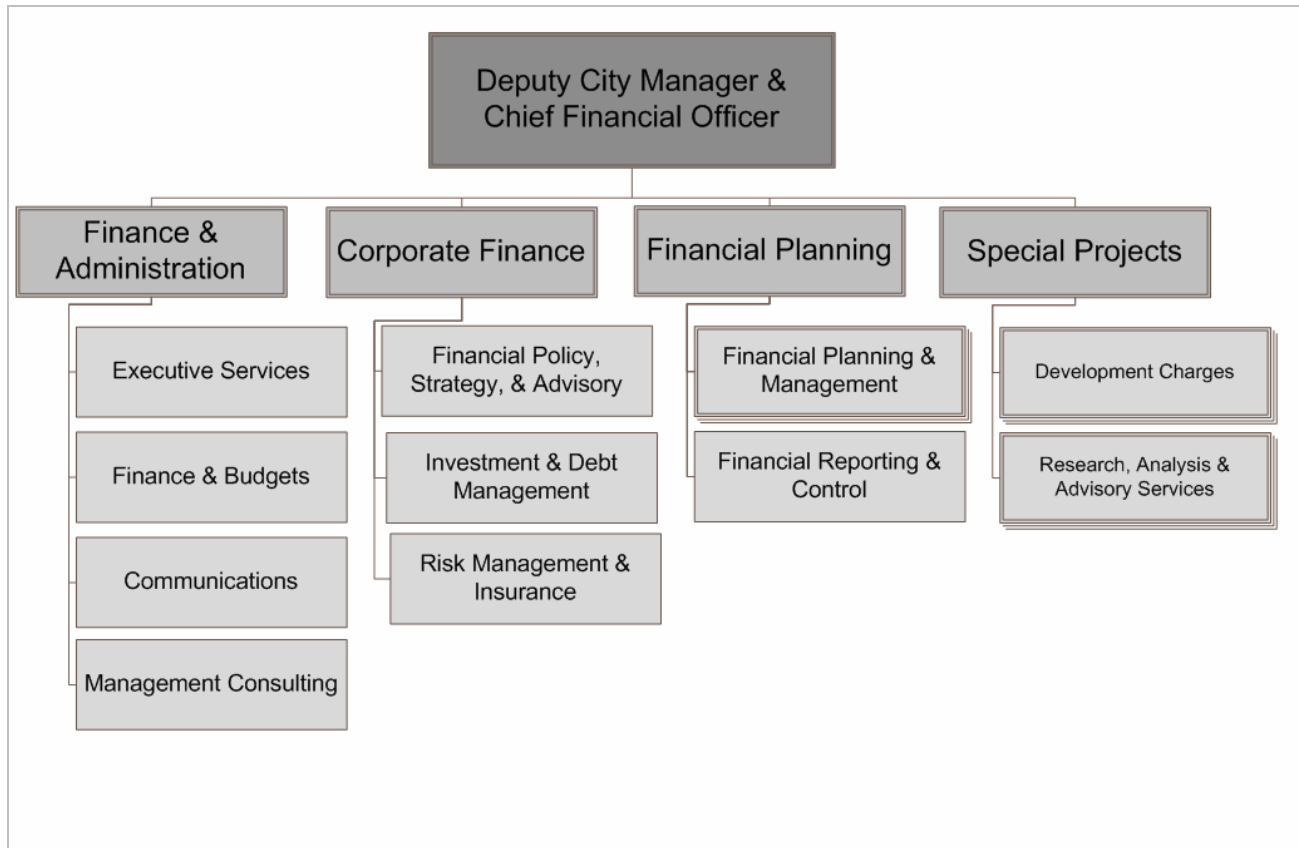 Deputy City Manager &
Chief Financial Officer
Finance &
Administration
Corporate Finance
Financial Planning
Special Projects
Executive Services
Finance & Budgets
Communications
Management Consulting
Financial Policy,
Strategy, & Advisory
Investment & Debt
Management
Risk Management &
Insurance
Financial Planning &
Management
Financial Reporting &
Control
Development Charges
Research, Analysis &
Advisory Services